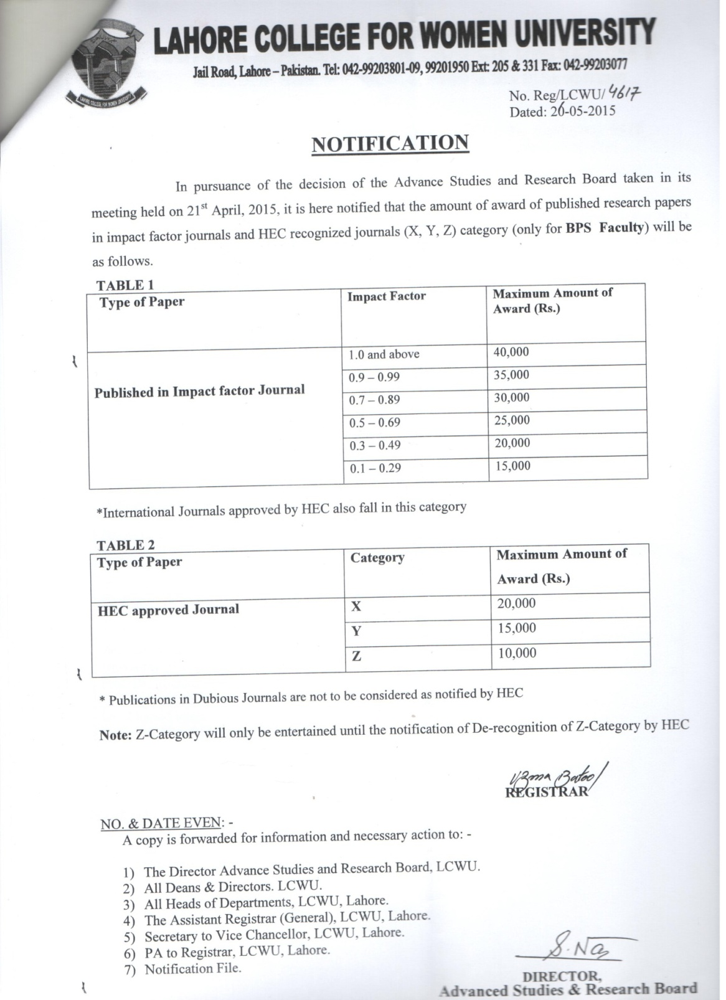 LAHORE COLLEGE FOR WOMEN UNIVERSITY
Jail Road, Lahore – Pakistan. Tel: 042-99203801-09, 99201950 Ext: 205 & 331 Fax: 042-99203077
LAHORE COLLEGE FOR WOMEN UNIVERSITY
No. Reg/LCWU/ 4617
Dated: 26-05-2015
NOTIFICATION
In pursuance of the decision of the Advance Studies and Research Board taken in its
meeting held on 21st April, 2015, it is here notified that the amount of award of published research papers
in impact factor journals and HEC recognized journals (X, Y, Z) category (only for BPS Faculty) will be
as follows.
TABLE 1
Type of Paper Impact Factor Maximum Amount of
Award (Rs.)
1.0 and above 40,000
0.9 – 0.99 35,000
Published in Impact factor Journal
0.7 – 0.89 30,000
0.5 – 0.69 25,000
0.3 – 0.49 20,000
0.1 – 0.29 15,000
*International Journals approved by HEC also fall in this category
TABLE 2
Type of Paper Category Maximum Amount of
Award (Rs.)
HEC approved Journal X 20,000
Y 15,000
Z 10,000
* Publications in Dubious Journals are not to be considered as notified by HEC
Note: Z-Category will only be entertained until the notification of De-recognition of Z-Category by HEC
Uzma Batool
REGISTRAR
NO. & DATE EVEN: -
A copy is forwarded for information and necessary action to: -
1) The Director Advance Studies and Research Board, LCWU.
2) All Deans & Directors. LCWU.
3) All Heads of Departments, LCWU, Lahore.
4) The Assistant Registrar (General), LCWU, Lahore.
5) Secretary to Vice Chancellor, LCWU, Lahore.
6) PA to Registrar, LCWU, Lahore.
7) Notification File.
S. Naz
DIRECTOR,
Advanced Studies & Research Board